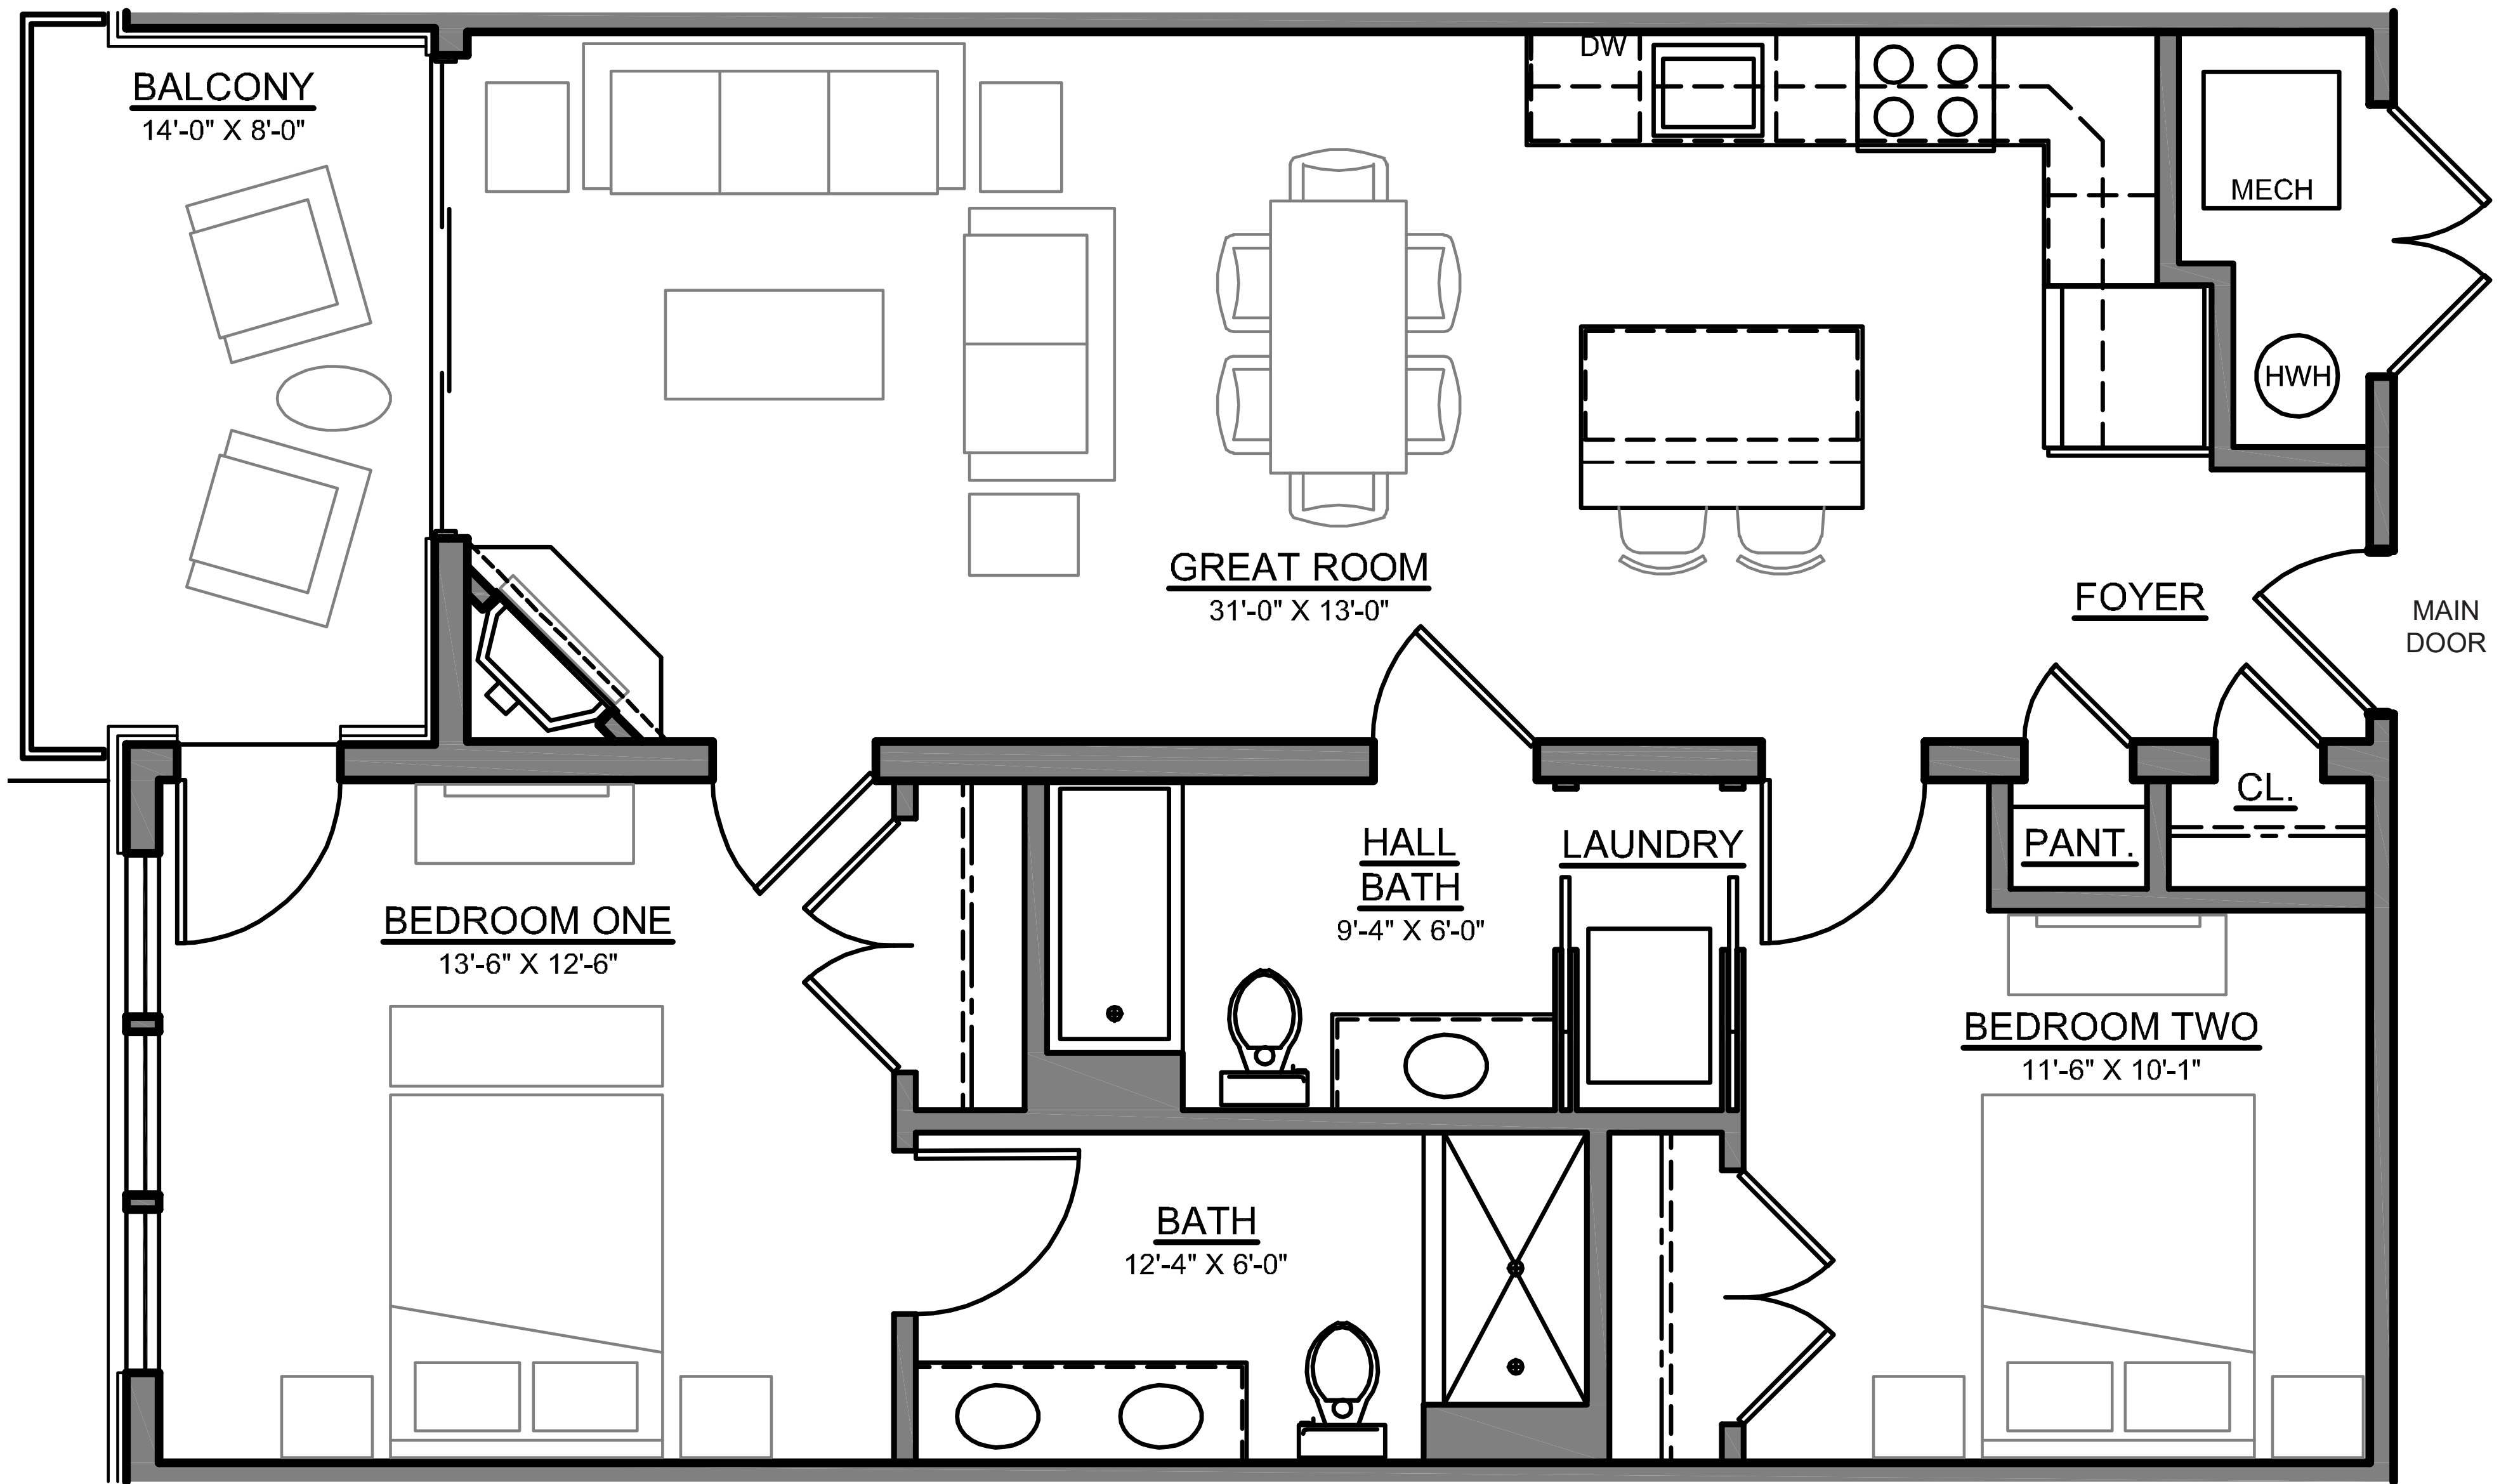 DW
BALCONY
14'-0" X 8'-0"
MECH
HWH
GREAT ROOM
31'-0" X 13'-0"
FOYER
MAIN
DOOR
CL.
PANT.
HALL
BATH
9'-4" X 6'-0"
LAUNDRY
BEDROOM ONE
13'-6" X 12'-6"
BEDROOM TWO
11'-6" X 10'-1"
BATH
12'-4" X 6'-0"